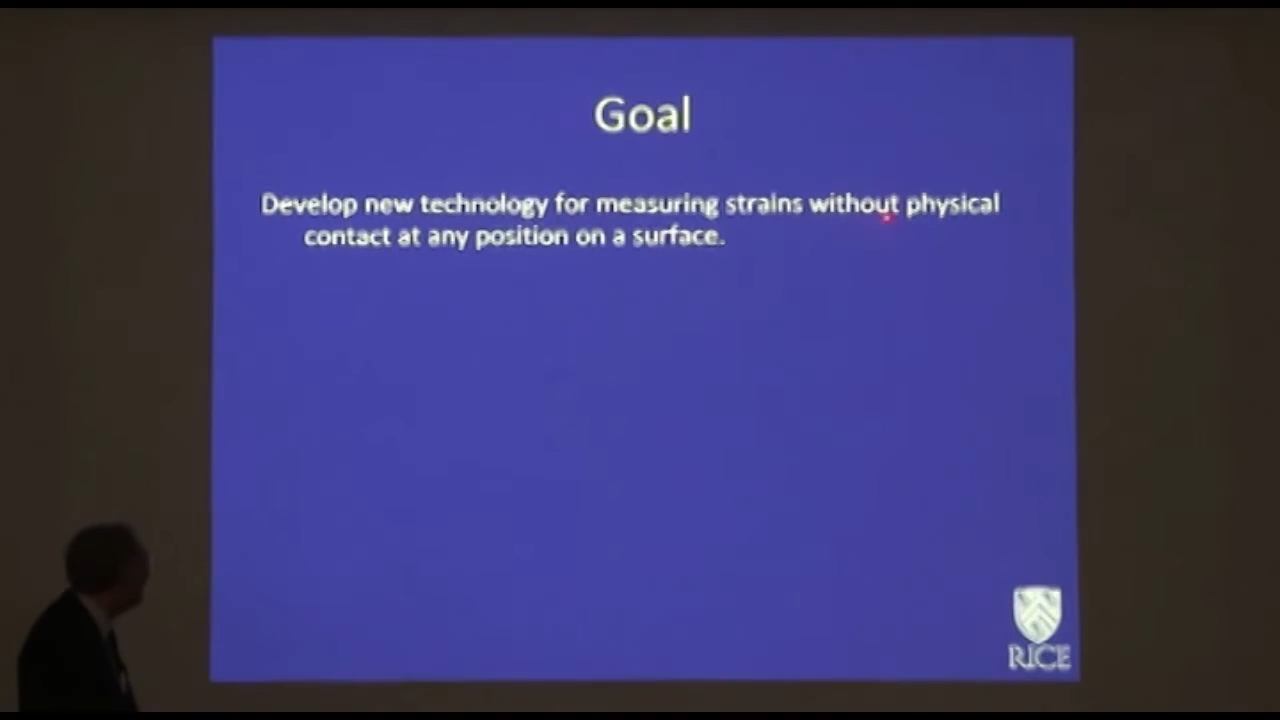 Goal
Develop new technology for measuring strains without physical
contact at any position on a surface.
RICE